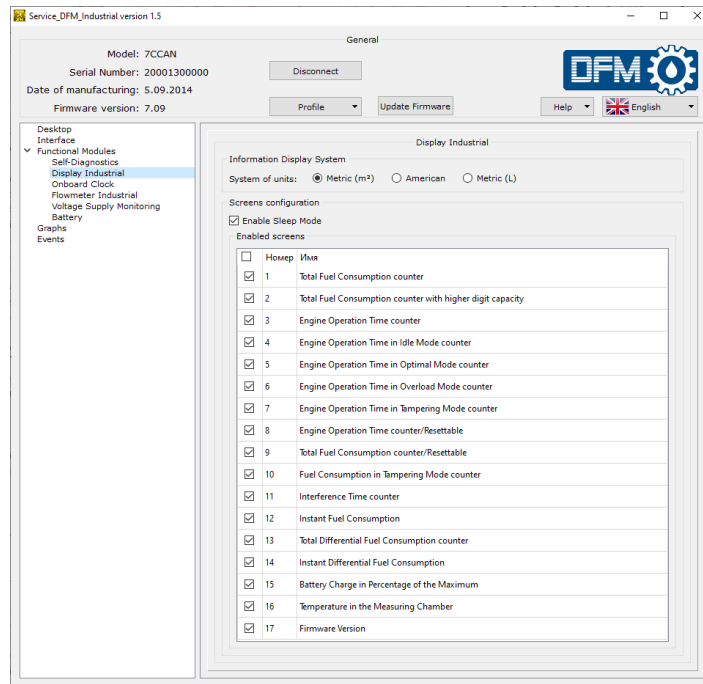 Service_DFM_Industrial version 1.5
General
Model: 7CCAN
Serial Number: 20001300000
Disconnect
Date of manufacturing: 5.09.2014
Firmware version: 7.09
Profile
Update Firmware
Help
English
DFM
Desktop
Interface
Functional Modules
Self-Diagnostics
Display Industrial
Onboard Clock
Flowmeter Industrial
Voltage Supply Monitoring
Battery
Graphs
Events
Display Industrial
Information Display System
System of units: Metric (m³) American Metric (L)
Screens configuration
Enable Sleep Mode
Enabled screens
Номер Имя
1 Total Fuel Consumption counter
2 Total Fuel Consumption counter with higher digit capacity
3 Engine Operation Time counter
4 Engine Operation Time in Idle Mode counter
5 Engine Operation Time in Optimal Mode counter
6 Engine Operation Time in Overload Mode counter
7 Engine Operation Time in Tampering Mode counter
8 Engine Operation Time counter/Resettable
9 Total Fuel Consumption counter/Resettable
10 Fuel Consumption in Tampering Mode counter
11 Interference Time counter
12 Instant Fuel Consumption
13 Total Differential Fuel Consumption counter
14 Instant Differential Fuel Consumption
15 Battery Charge in Percentage of the Maximum
16 Temperature in the Measuring Chamber
17 Firmware Version